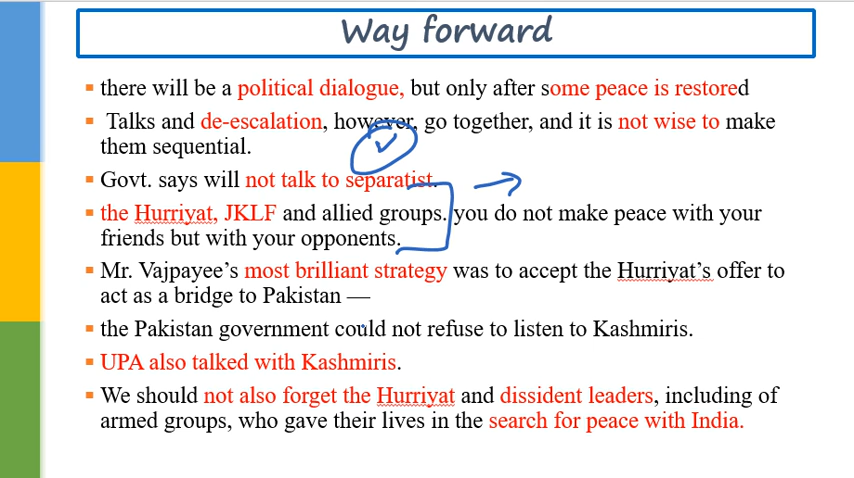 Way forward
▪ there will be a political dialogue, but only after some peace is restored
▪ Talks and de-escalation, however, go together, and it is not wise to make
them sequential.
▪ Govt. says will not talk to separatist.
▪ the Hurriyat, JKLF and allied groups. you do not make peace with your
friends but with your opponents.
▪ Mr. Vajpayee’s most brilliant strategy was to accept the Hurriyat’s offer to
act as a bridge to Pakistan —
▪ the Pakistan government could not refuse to listen to Kashmiris.
▪ UPA also talked with Kashmiris.
▪ We should not also forget the Hurriyat and dissident leaders, including of
armed groups, who gave their lives in the search for peace with India.